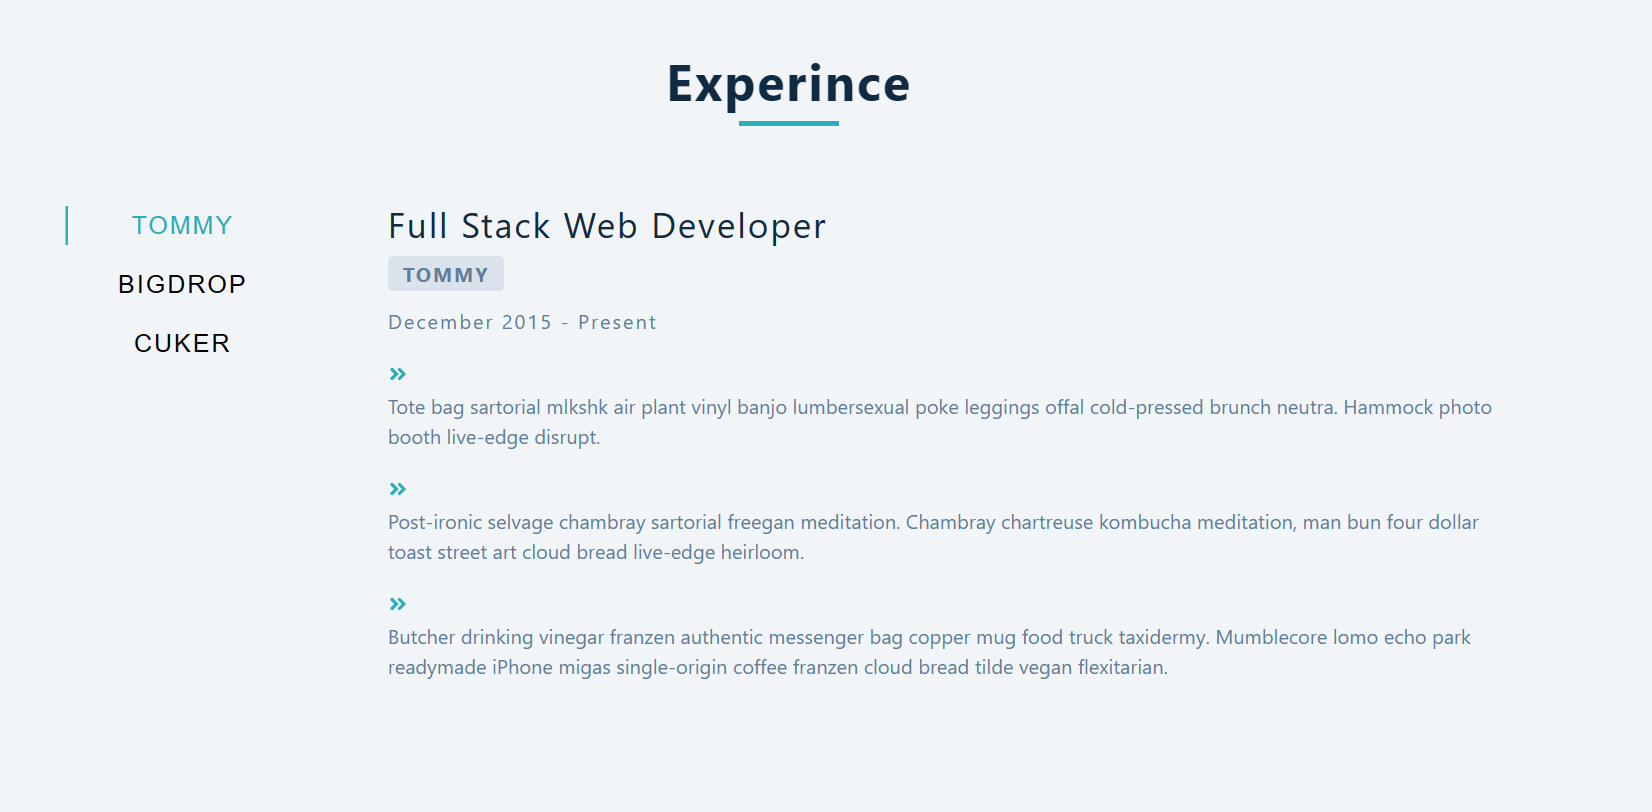 Experince
TOMMY
BIGDROP
CUKER
Full Stack Web Developer
TOMMY
December 2015 - Present
Tote bag sartorial mlkshk air plant vinyl banjo lumbersexual poke leggings offal cold-pressed brunch neutra. Hammock photo
booth live-edge disrupt.
Post-ironic selvage chambray sartorial freegan meditation. Chambray chartreuse kombucha meditation, man bun four dollar
toast street art cloud bread live-edge heirloom.
Butcher drinking vinegar franzen authentic messenger bag copper mug food truck taxidermy. Mumblecore lomo echo park
readymade iPhone migas single-origin coffee franzen cloud bread tilde vegan flexitarian.